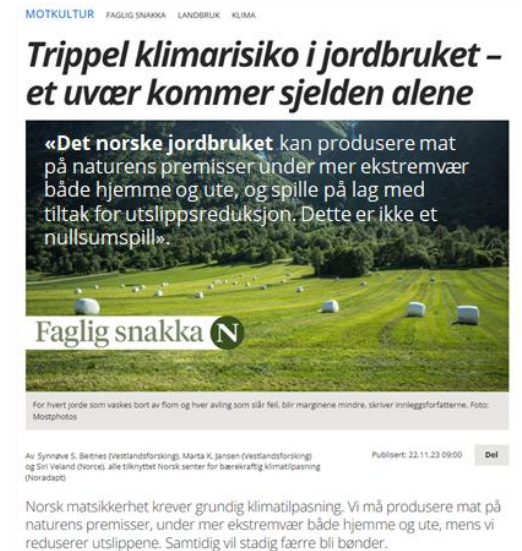 MOTKULTUR FAGLIG SNAKKA LANDBRUK KLIMA
Trippel klimarisiko i jordbruket –
et uvær kommer sjelden alene
«Det norske jordbruket kan produsere mat
på naturens premisser under mer ekstremvær
både hjemme og ute, og spille på lag med
tiltak for utslippsreduksjon. Dette er ikke et
nullsumspill».
Faglig snakka N
For hvert jorde som vaskes bort av flom og hver avling som slår feil, blir marginene mindre, skriver innleggsforfatterne. Foto:
Mostphotos
Av Synnøve S. Beitnes (Vestlandsforsking), Marta K. Jansen (Vestlandsforsking)
og Siri Veland (Norce), alle tilknyttet Norsk senter for bærekraftig klimatilpasning
(Noradapt)
Publisert: 22.11.23 09:00 Del
Norsk matsikkerhet krever grundig klimatilpasning. Vi må produsere mat på
naturens premisser, under mer ekstremvær både hjemme og ute, mens vi
reduserer utslippene. Samtidig vil stadig færre bli bønder.